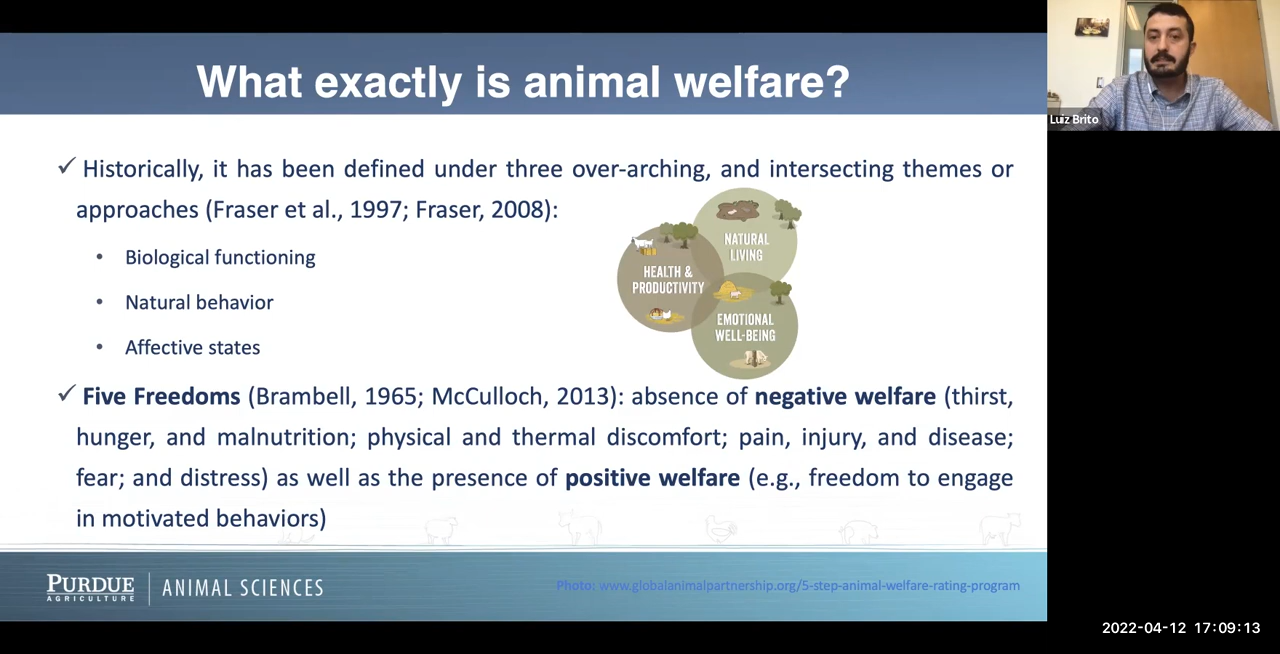 What exactly is animal welfare?
Luiz Brito
✓ Historically, it has been defined under three over-arching, and intersecting themes or
approaches (Fraser et al., 1997; Fraser, 2008):
• Biological functioning
• Natural behavior
• Affective states
NATURAL
LIVING
HEALTH &
PRODUCTIVITY
EMOTIONAL
WELL-BEING
✓ Five Freedoms (Brambell, 1965; McCulloch, 2013): absence of negative welfare (thirst,
hunger, and malnutrition; physical and thermal discomfort; pain, injury, and disease;
fear; and distress) as well as the presence of positive welfare (e.g., freedom to engage
in motivated behaviors)
PURDUE
AGRICULTURE
ANIMAL SCIENCES
Photo: www.globalanimalpartnership.org/5-step-animal-welfare-rating-program
2022-04-12 17:09:13